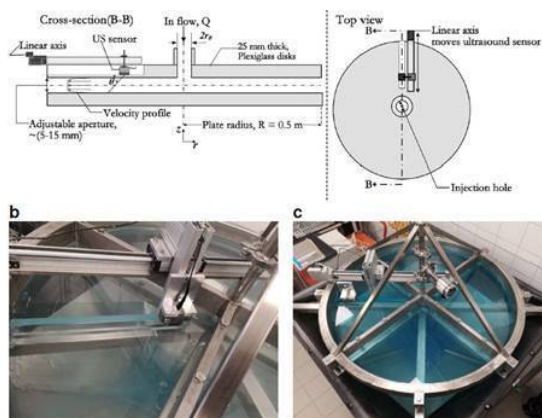 Cross-section(B-B)
In flow, Q
2r₀
Top view
Linear axis
US sensor
25 mm thick,
Plexiglass disks
B
Linear axis
moves ultrasound sensor
Velocity profile
Adjustable aperture,
~(5-15 mm)
z
r
Plate radius, R = 0.5 m
B
Injection hole
b
c